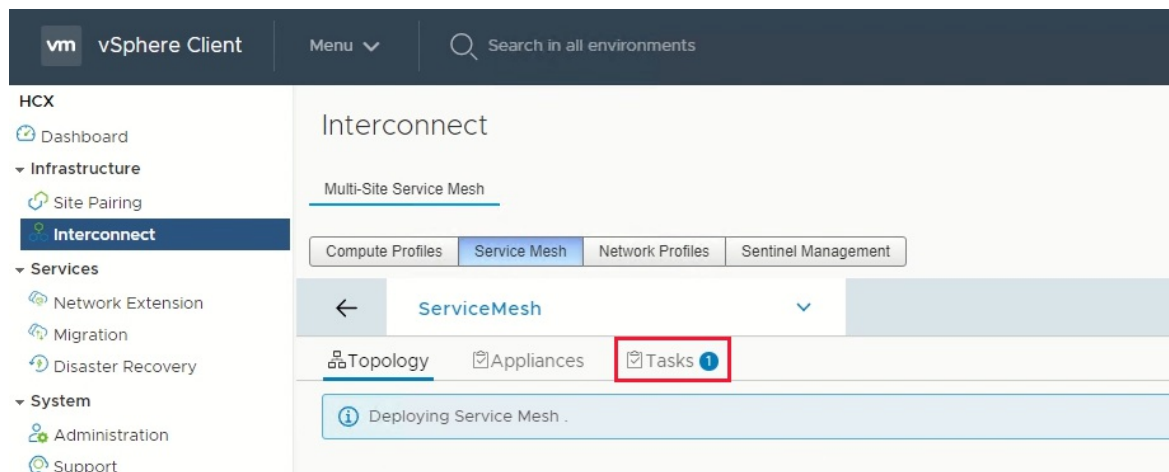 vm vSphere Client Menu Search in all environments
HCX
Dashboard
Infrastructure
Site Pairing
Interconnect
Services
Network Extension
Migration
Disaster Recovery
System
Administration
Support
Interconnect
Multi-Site Service Mesh
Compute Profiles Service Mesh Network Profiles Sentinel Management
ServiceMesh
Topology Appliances Tasks 1
Deploying Service Mesh .